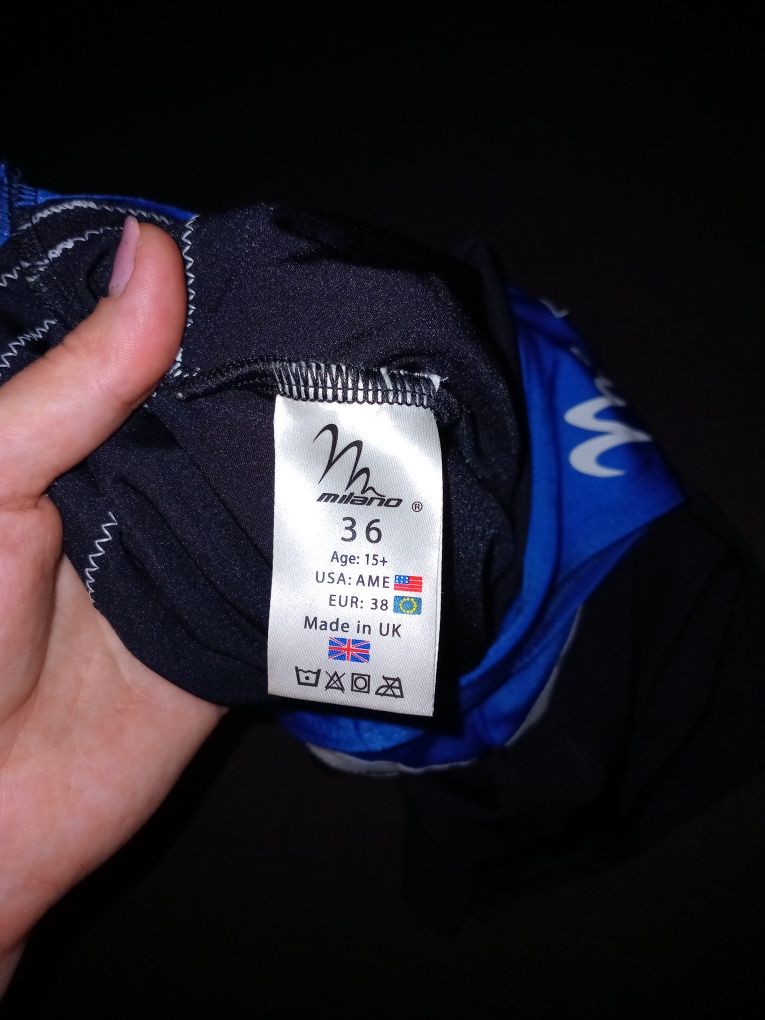 milano ®
36
Age: 15+
USA: AME
EUR: 38
Made in UK